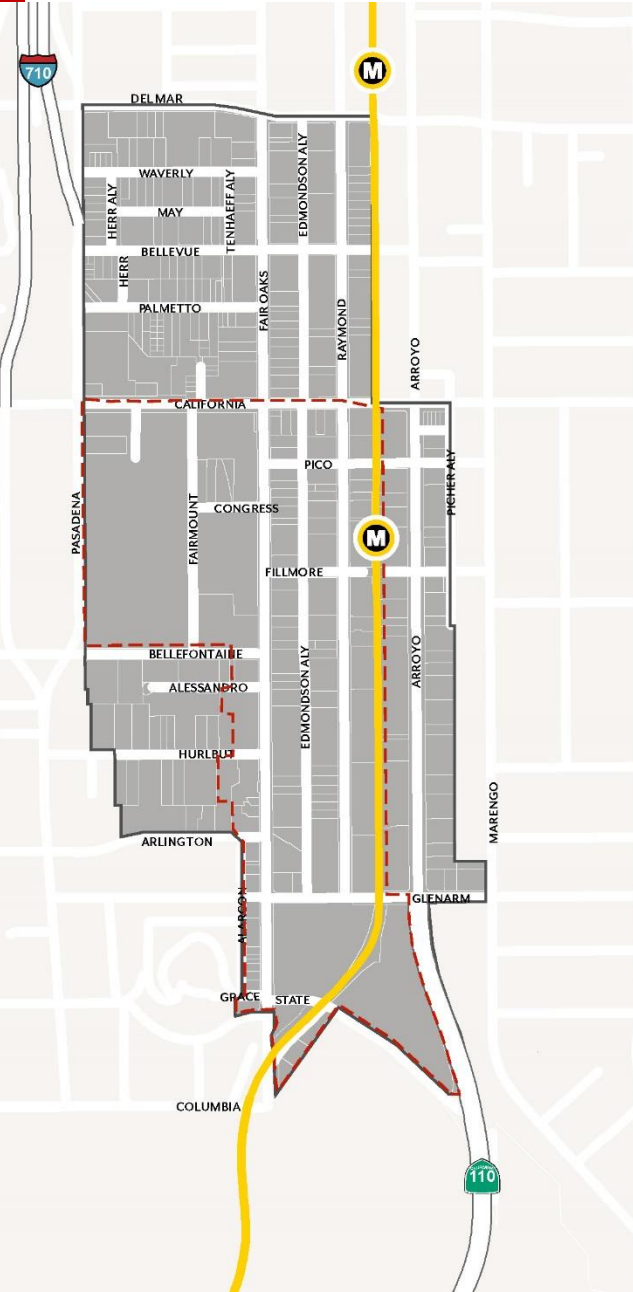 710
M
DEL MAR
WAVERLY
HERR ALY
TENHAEFF ALY
EDMONDSON ALY
MAY
BELLEVUE
HERR
FAIR OAKS
PALMETTO
RAYMOND
ARROYO
CALIFORNIA
PICO
PICHER ALY
PASADENA
FAIRMOUNT
CONGRESS
M
FILLMORE
BELLEFONTAINE
EDMONDSON ALY
ARROYO
ALESSANDRO
HURLBUT
MARENGO
ARLINGTON
ALARCON
GLENARM
GRACE
STATE
COLUMBIA
110